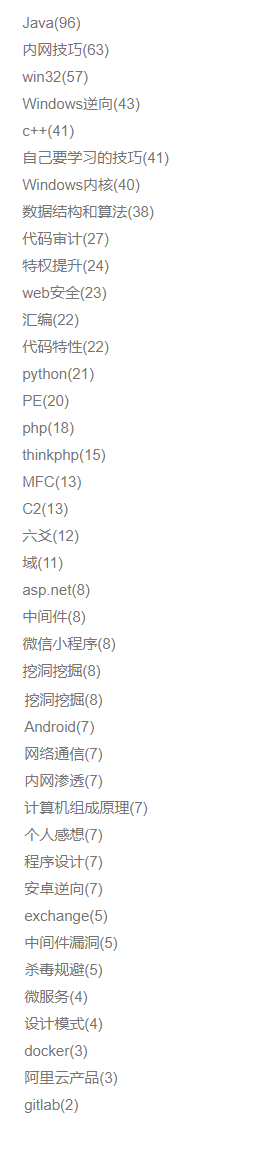 Java(96)
内网技巧(63)
win32(57)
Windows逆向(43)
c++(41)
自己要学习的技巧(41)
Windows内核(40)
数据结构和算法(38)
代码审计(27)
特权提升(24)
web安全(23)
汇编(22)
代码特性(22)
python(21)
PE(20)
php(18)
thinkphp(15)
MFC(13)
C2(13)
六爻(12)
域(11)
asp.net(8)
中间件(8)
微信小程序(8)
挖洞挖掘(8)
挖洞挖掘(8)
Android(7)
网络通信(7)
内网渗透(7)
计算机组成原理(7)
个人感想(7)
程序设计(7)
安卓逆向(7)
exchange(5)
中间件漏洞(5)
杀毒规避(5)
微服务(4)
设计模式(4)
docker(3)
阿里云产品(3)
gitlab(2)